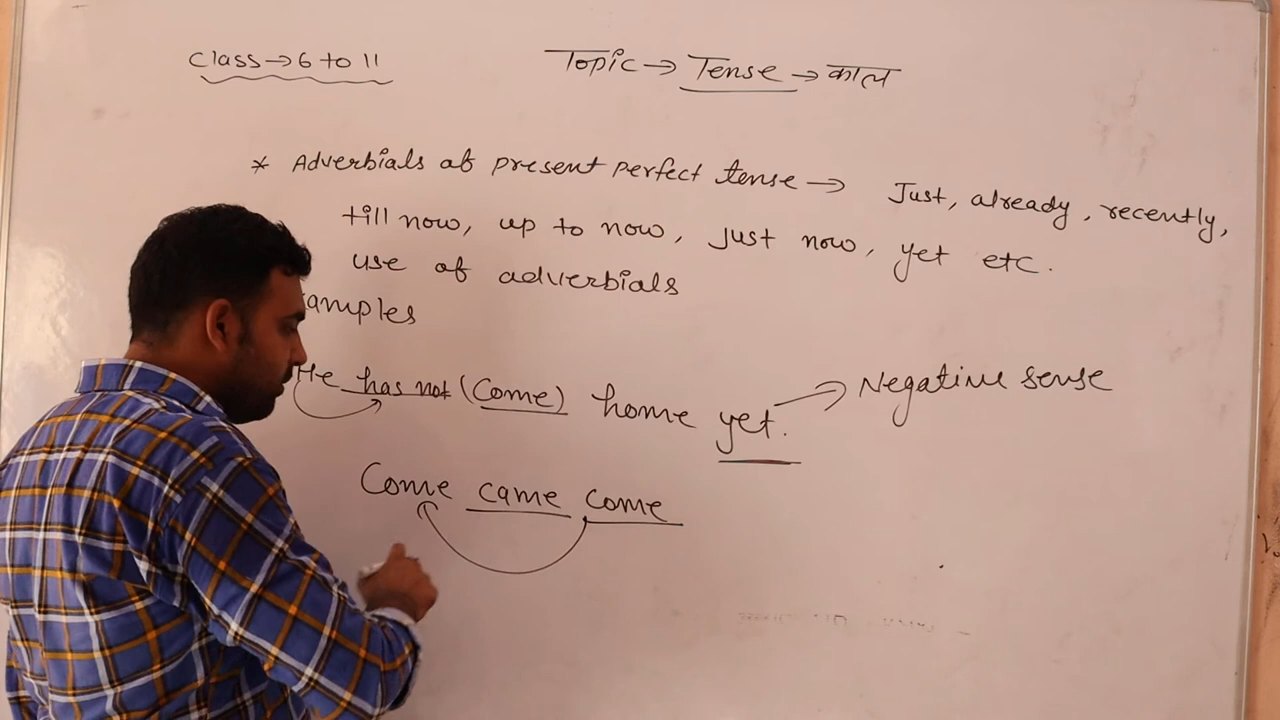 Class → 6 to 11
Topic → Tense → काल
* Adverbials of present perfect tense → Just, already, recently,
till now, up to now, just now, yet etc.
use of adverbials
amples
He has not (Come) home yet. → Negative sense
Come came come